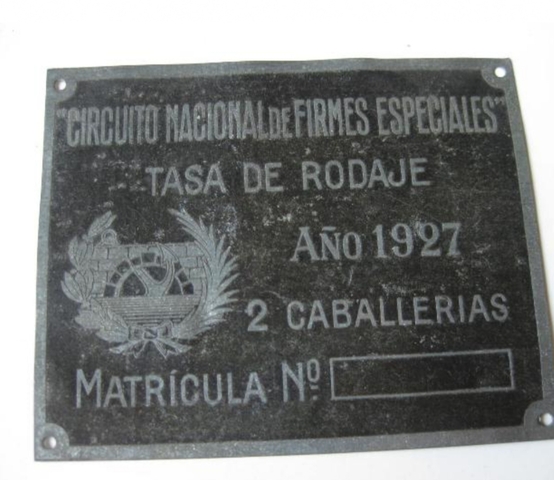 "CIRCUITO NACIONAL DE FIRMES ESPECIALES"
TASA DE RODAJE
AÑO 1927
2 CABALLERIAS
MATRÍCULA Nº